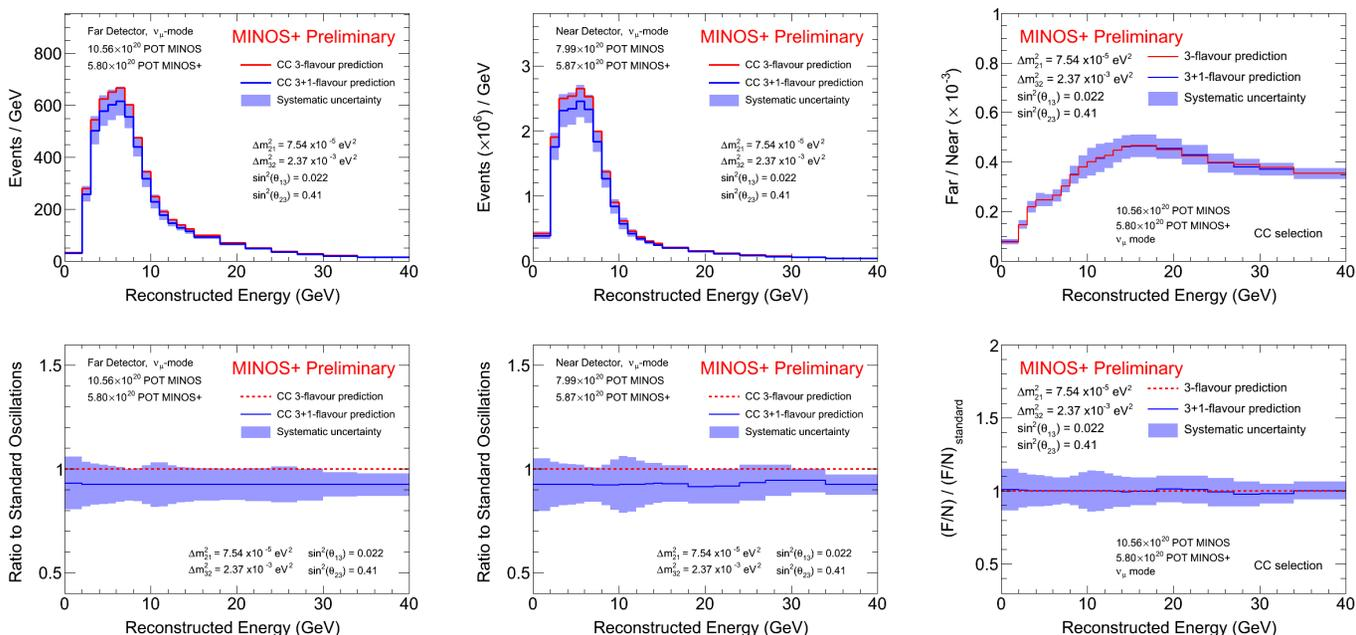 Far Detector, νμ-mode
10.56×10²⁰ POT MINOS
5.80×10²⁰ POT MINOS+
MINOS+ Preliminary
CC 3-flavour prediction
CC 3+1-flavour prediction
Systematic uncertainty
Δm²₂₁ = 7.54 x10⁻⁵ eV²
Δm²₃₂ = 2.37 x10⁻³ eV²
sin²(θ₁₃) = 0.022
sin²(θ₂₃) = 0.41
Events / GeV
800
600
400
200
0
0 10 20 30 40
Reconstructed Energy (GeV)
Near Detector, νμ-mode
7.99×10²⁰ POT MINOS
5.87×10²⁰ POT MINOS+
MINOS+ Preliminary
CC 3-flavour prediction
CC 3+1-flavour prediction
Systematic uncertainty
Δm²₂₁ = 7.54 x10⁻⁵ eV²
Δm²₃₂ = 2.37 x10⁻³ eV²
sin²(θ₁₃) = 0.022
sin²(θ₂₃) = 0.41
Events (×10⁶) / GeV
3
2
1
0
0 10 20 30 40
Reconstructed Energy (GeV)
MINOS+ Preliminary
Δm²₂₁ = 7.54 x10⁻⁵ eV²
Δm²₃₂ = 2.37 x10⁻³ eV²
sin²(θ₁₃) = 0.022
sin²(θ₂₃) = 0.41
3-flavour prediction
3+1-flavour prediction
Systematic uncertainty
10.56×10²⁰ POT MINOS
5.80×10²⁰ POT MINOS+
νμ mode
CC selection
Far / Near (× 10⁻³)
1
0.8
0.6
0.4
0.2
0
0 10 20 30 40
Reconstructed Energy (GeV)
Far Detector, νμ-mode
10.56×10²⁰ POT MINOS
5.80×10²⁰ POT MINOS+
MINOS+ Preliminary
CC 3-flavour prediction
CC 3+1-flavour prediction
Systematic uncertainty
Δm²₂₁ = 7.54 x10⁻⁵ eV² sin²(θ₁₃) = 0.022
Δm²₃₂ = 2.37 x10⁻³ eV² sin²(θ₂₃) = 0.41
Ratio to Standard Oscillations
1.5
1
0.5
0 10 20 30 40
Reconstructed Energy (GeV)
Near Detector, νμ-mode
7.99×10²⁰ POT MINOS
5.87×10²⁰ POT MINOS+
MINOS+ Preliminary
CC 3-flavour prediction
CC 3+1-flavour prediction
Systematic uncertainty
Δm²₂₁ = 7.54 x10⁻⁵ eV² sin²(θ₁₃) = 0.022
Δm²₃₂ = 2.37 x10⁻³ eV² sin²(θ₂₃) = 0.41
Ratio to Standard Oscillations
1.5
1
0.5
0 10 20 30 40
Reconstructed Energy (GeV)
MINOS+ Preliminary
Δm²₂₁ = 7.54 x10⁻⁵ eV²
Δm²₃₂ = 2.37 x10⁻³ eV²
sin²(θ₁₃) = 0.022
sin²(θ₂₃) = 0.41
3-flavour prediction
3+1-flavour prediction
Systematic uncertainty
10.56×10²⁰ POT MINOS
5.80×10²⁰ POT MINOS+
νμ mode
CC selection
(F/N) / (F/N)standard
2
1.5
1
0.5
0 10 20 30 40
Reconstructed Energy (GeV)